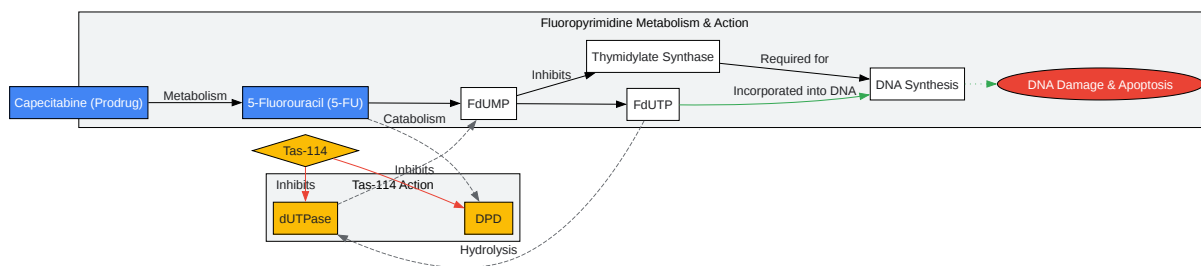 Fluoropyrimidine Metabolism & Action
Thymidylate Synthase
Required for
Inhibits
DNA Synthesis
DNA Damage & Apoptosis
Capecitabine (Prodrug)
Metabolism
5-Fluorouracil (5-FU)
FdUMP
FdUTP
Incorporated into DNA
Catabolism
Tas-114
Inhibits
Inhibits
Tas-114 Action
dUTPase
DPD
Hydrolysis